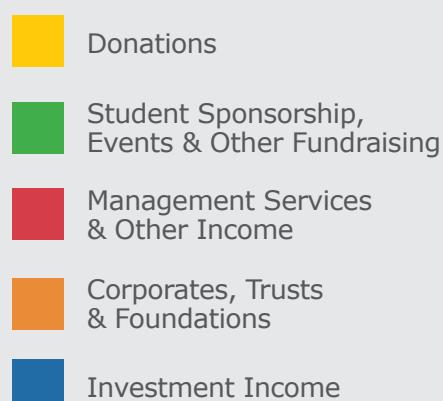 Donations
Student Sponsorship,
Events & Other Fundraising
Management Services
& Other Income
Corporates, Trusts
& Foundations
Investment Income